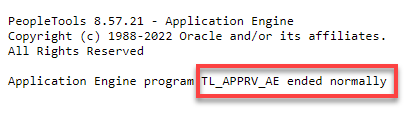 PeopleTools 8.57.21 - Application Engine
Copyright (c) 1988-2022 Oracle and/or its affiliates.
All Rights Reserved
Application Engine program TL_APPRV_AE ended normally